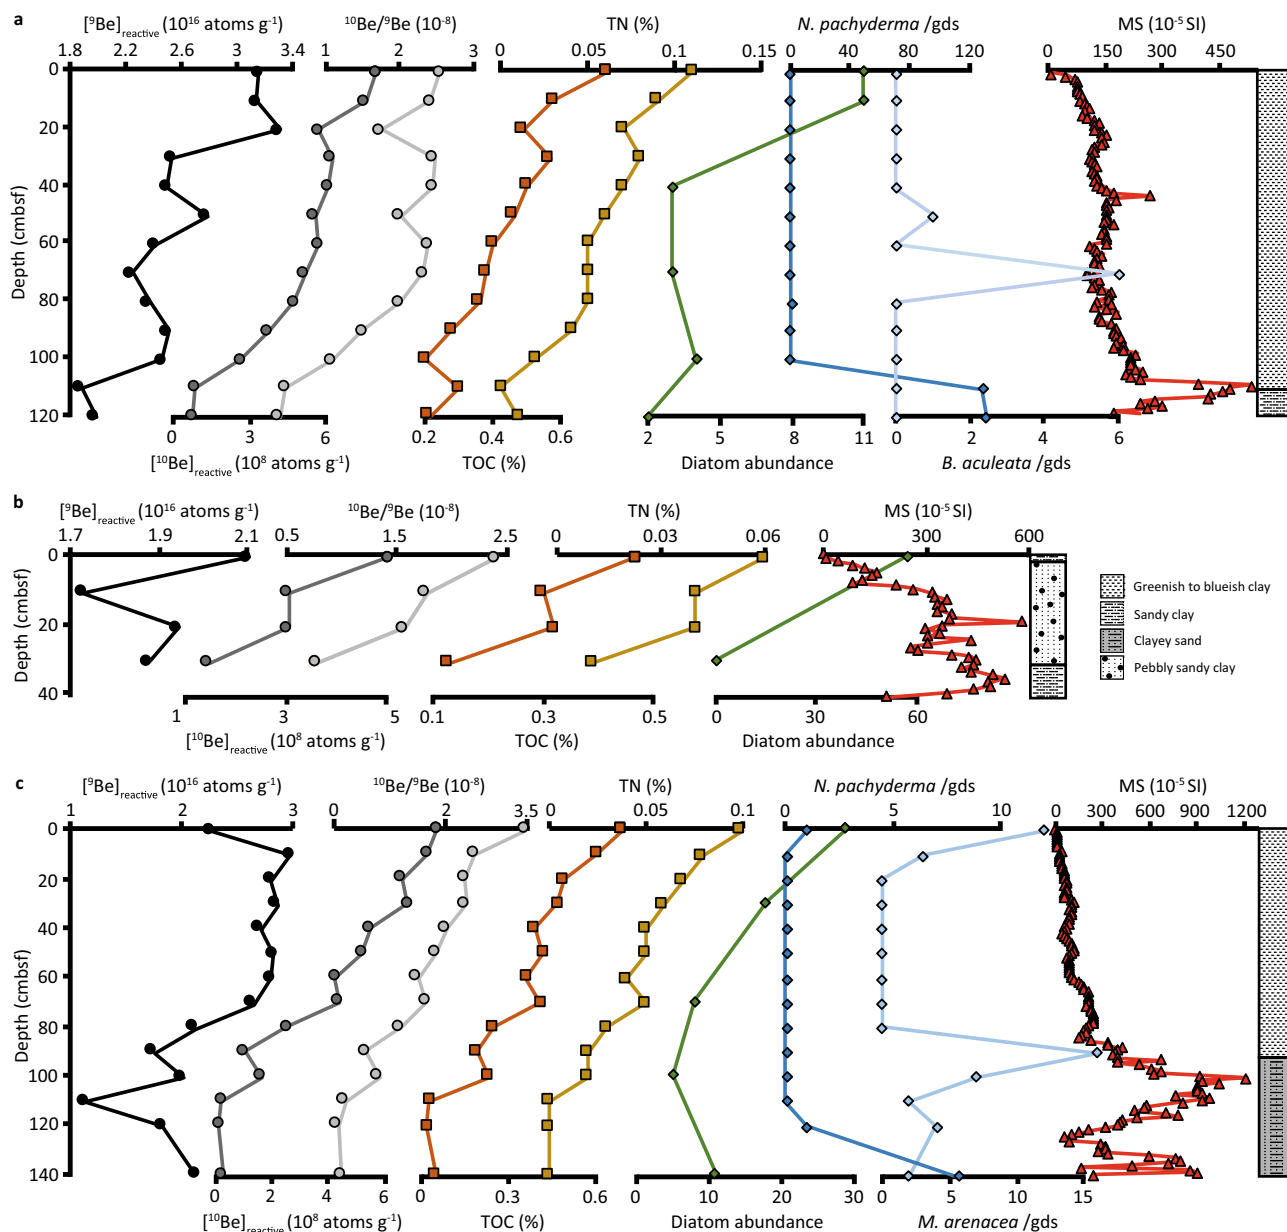 a
[⁹Be]reactive (10¹⁶ atoms g⁻¹) ¹⁰Be/⁹Be (10⁻⁸) TN (%) N. pachyderma /gds MS (10⁻⁵ SI)
1.8 2.2 2.6 3 3.4 0 1 2 3 0 0.05 0.1 0.15 0 40 80 120 0 150 300 450
0
20
40
60
80
100
120
Depth (cmbsf)
0 3 6 0.2 0.4 0.6 2 5 8 11 0 2 4 6
[¹⁰Be]reactive (10⁸ atoms g⁻¹) TOC (%) Diatom abundance B. aculeata /gds
b
[⁹Be]reactive (10¹⁶ atoms g⁻¹) ¹⁰Be/⁹Be (10⁻⁸) TN (%) MS (10⁻⁵ SI)
1.7 1.9 2.1 0.5 1.5 2.5 0 0.03 0.06 0 300 600
0
20
40
Depth (cmbsf)
Greenish to blueish clay
Sandy clay
Clayey sand
Pebbly sandy clay
1 3 5 0.1 0.3 0.5 0 30 60
[¹⁰Be]reactive (10⁸ atoms g⁻¹) TOC (%) Diatom abundance
c
[⁹Be]reactive (10¹⁶ atoms g⁻¹) ¹⁰Be/⁹Be (10⁻⁸) TN (%) N. pachyderma /gds MS (10⁻⁵ SI)
1 2 3 0 2 3.5 0 0.05 0.1 0 5 10 0 300 600 900 1200
0
20
40
60
80
100
120
140
Depth (cmbsf)
0 2 4 6 0 0.3 0.6 0 10 20 30 0 5 10 15
[¹⁰Be]reactive (10⁸ atoms g⁻¹) TOC (%) Diatom abundance M. arenacea /gds